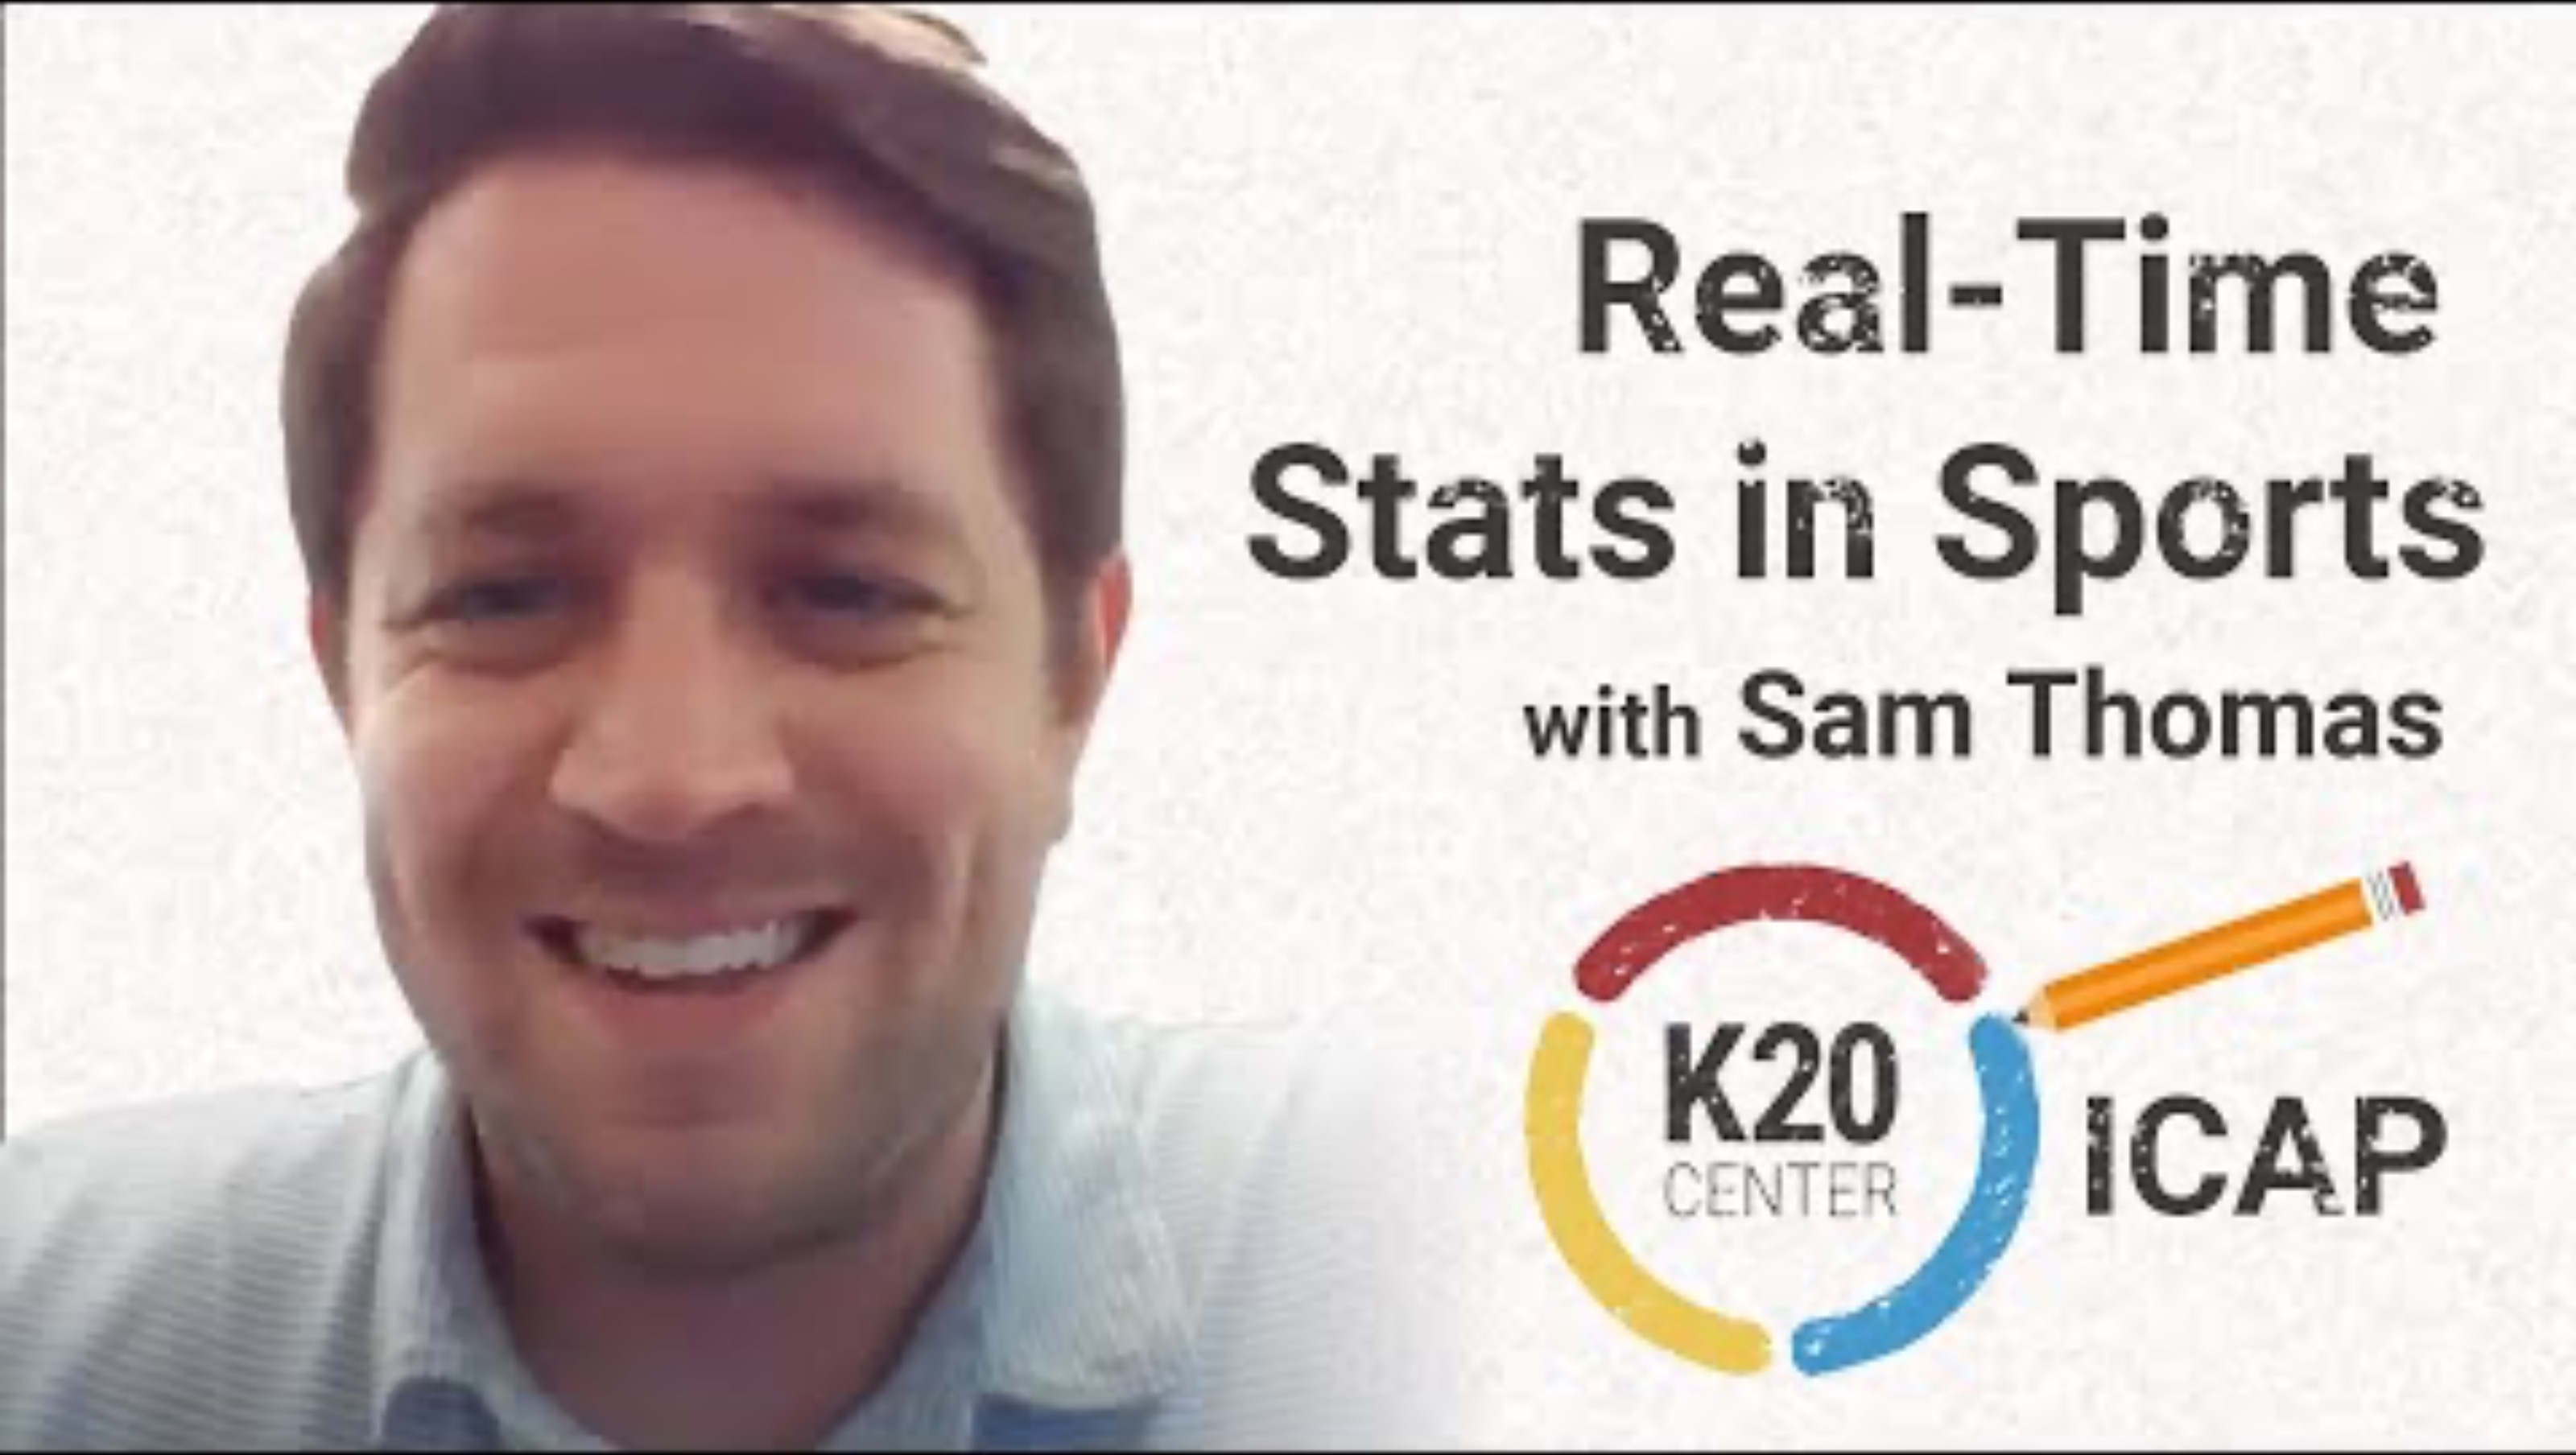 Real-Time
Stats in Sports
with Sam Thomas
K20
CENTER
ICAP